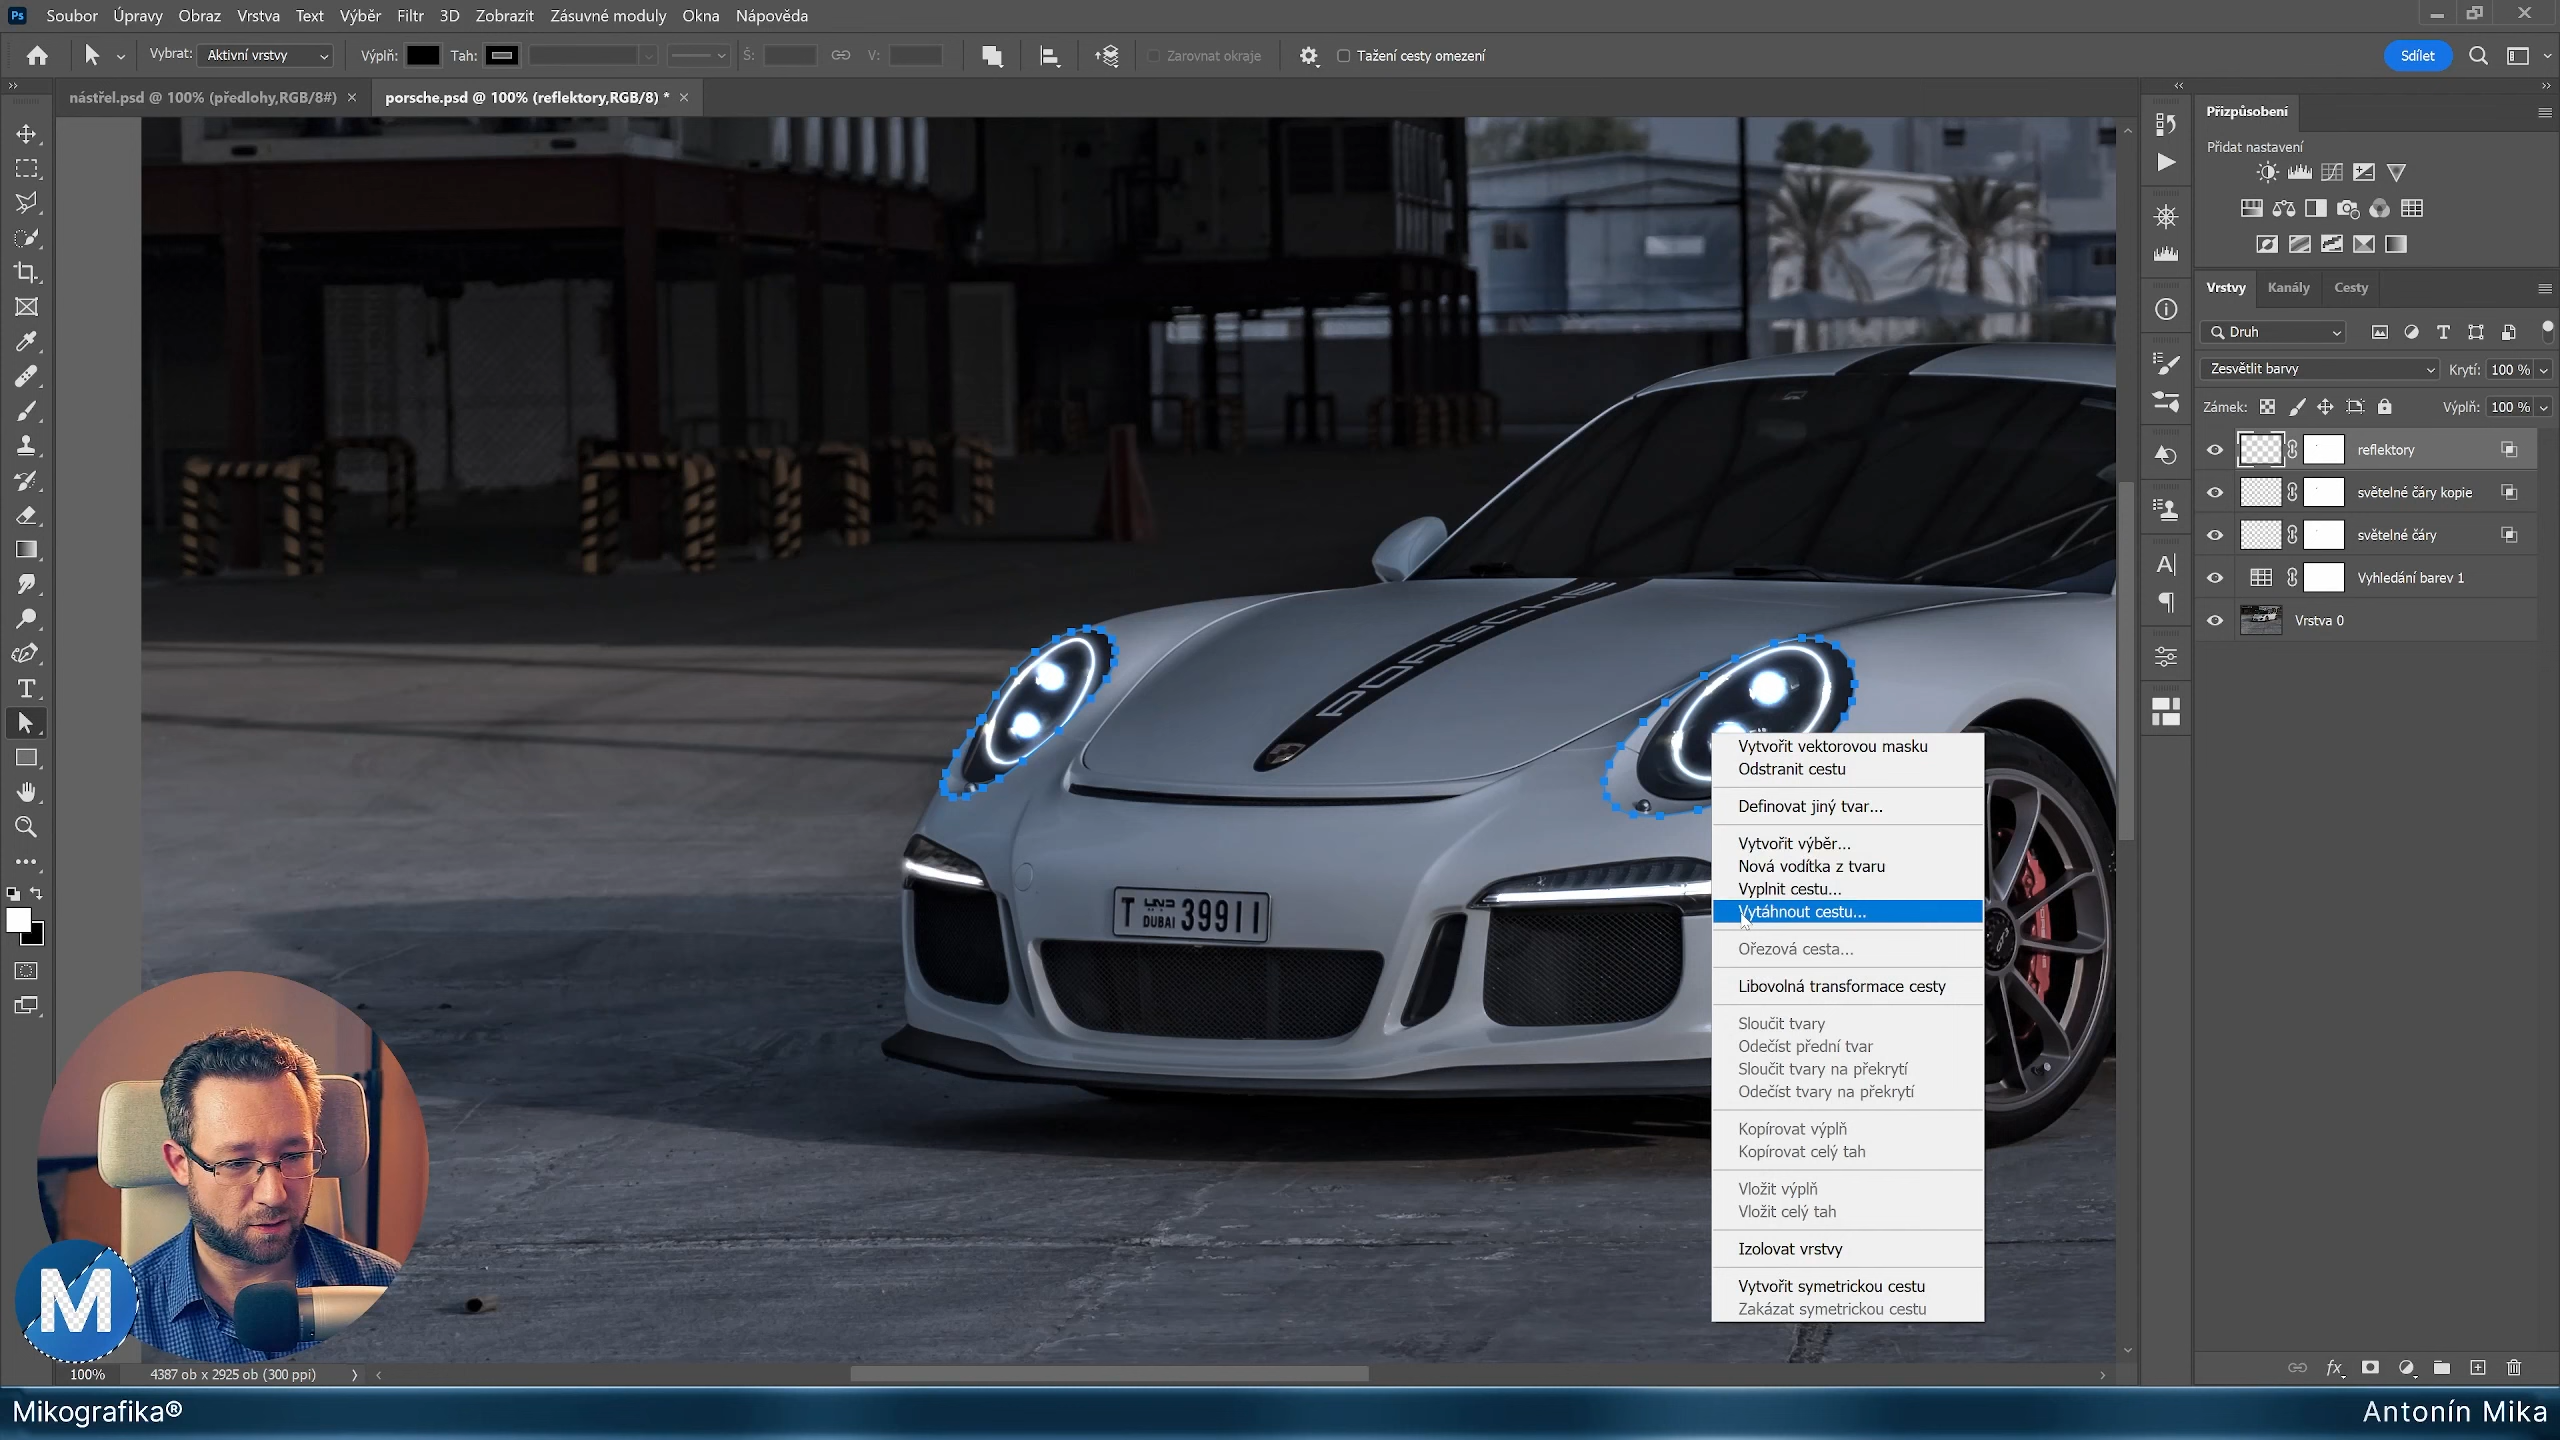 Ps Soubor Úpravy Obraz Vrstva Text Výběr Filtr 3D Zobrazit Zásuvné moduly Okna Nápověda
Vybrat: Aktivní vrstvy Výplň: Tah: Š: V: Zarovnat okraje Tažení cesty omezení Sdílet
nástřel.psd @ 100% (předlohy,RGB/8#) ×
porsche.psd @ 100% (reflektory,RGB/8) * ×
Přizpůsobení
Přidat nastavení
Vrstvy Kanály Cesty
Druh
Zesvětlit barvy Krytí: 100 %
Zámek: Výplň: 100 %
reflektory
světelné čáry kopie
světelné čáry
Vyhledání barev 1
Vrstva 0
PORSCHE
T DUBAI 39911
Vytvořit vektorovou masku
Odstranit cestu
Definovat jiný tvar...
Vytvořit výběr...
Nová vodítka z tvaru
Vyplnit cestu...
Vytáhnout cestu...
Ořezová cesta...
Libovolná transformace cesty
Sloučit tvary
Odečíst přední tvar
Sloučit tvary na překrytí
Odečíst tvary na překrytí
Kopírovat výplň
Kopírovat celý tah
Vložit výplň
Vložit celý tah
Izolovat vrstvy
Vytvořit symetrickou cestu
Zakázat symetrickou cestu
M
100% 4387 ob x 2925 ob (300 ppi)
Mikografika® Antonín Mika